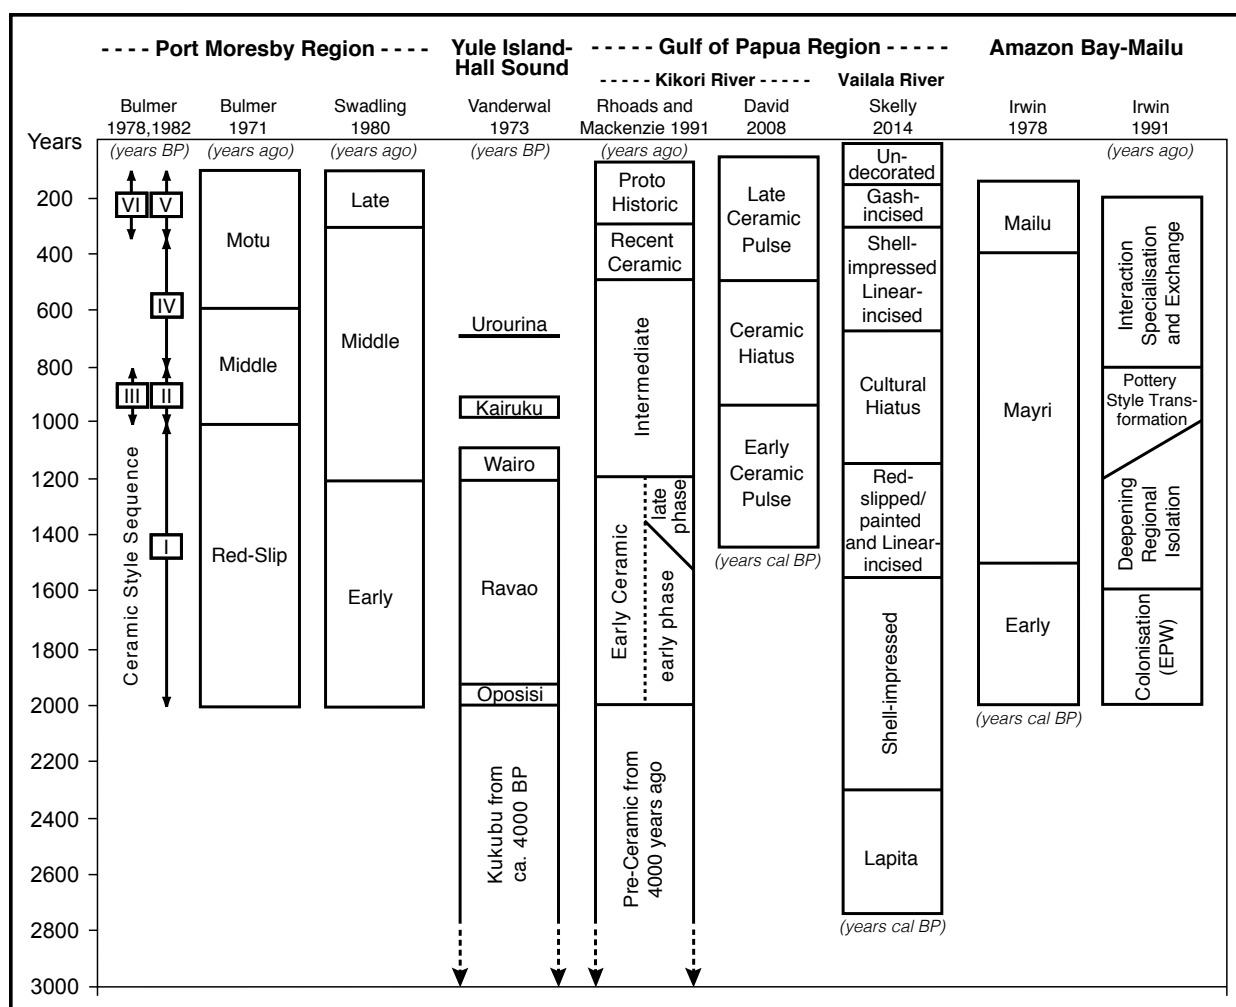 - - - - - Port Moresby Region - - - - -
Yule Island-
Hall Sound
- - - - - Gulf of Papua Region - - - - -
Amazon Bay-Mailu
- - - - - Kikori River - - - - -
Vailala River
Bulmer
1978,1982
Bulmer
1971
Swadling
1980
Vanderwal
1973
Rhoads and
Mackenzie 1991
David
2008
Skelly
2014
Irwin
1978
Irwin
1991
Years
(years BP)
(years ago)
(years ago)
(years BP)
(years ago)
(years ago)
200
400
600
800
1000
1200
1400
1600
1800
2000
2200
2400
2600
2800
3000
VI
V
IV
III
II
I
Ceramic Style Sequence
Motu
Middle
Red-Slip
Late
Middle
Early
Urourina
Kairuku
Wairo
Ravao
Oposisi
Kukubu from
ca. 4000 BP
Proto
Historic
Recent
Ceramic
Intermediate
Early Ceramic
late
phase
early phase
Pre-Ceramic from
4000 years ago
Late
Ceramic
Pulse
Ceramic
Hiatus
Early
Ceramic
Pulse
(years cal BP)
Un-
decorated
Gash-
incised
Shell-
impressed
Linear-
incised
Cultural
Hiatus
Red-
slipped/
painted
and Linear-
incised
Shell-impressed
Lapita
(years cal BP)
Mailu
Mayri
Early
(years cal BP)
Interaction
Specialisation
and Exchange
Pottery
Style Trans-
formation
Deepening
Regional
Isolation
Colonisation
(EPW)